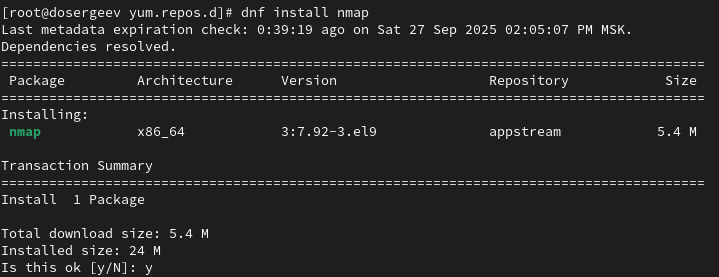 [root@dosergeev yum.repos.d]# dnf install nmap
Last metadata expiration check: 0:39:19 ago on Sat 27 Sep 2025 02:05:07 PM MSK.
Dependencies resolved.
================================================================================
 Package        Architecture     Version                   Repository            Size
================================================================================
Installing:
 nmap           x86_64           3:7.92-3.el9              appstream            5.4 M

Transaction Summary
================================================================================
Install  1 Package

Total download size: 5.4 M
Installed size: 24 M
Is this ok [y/N]: y